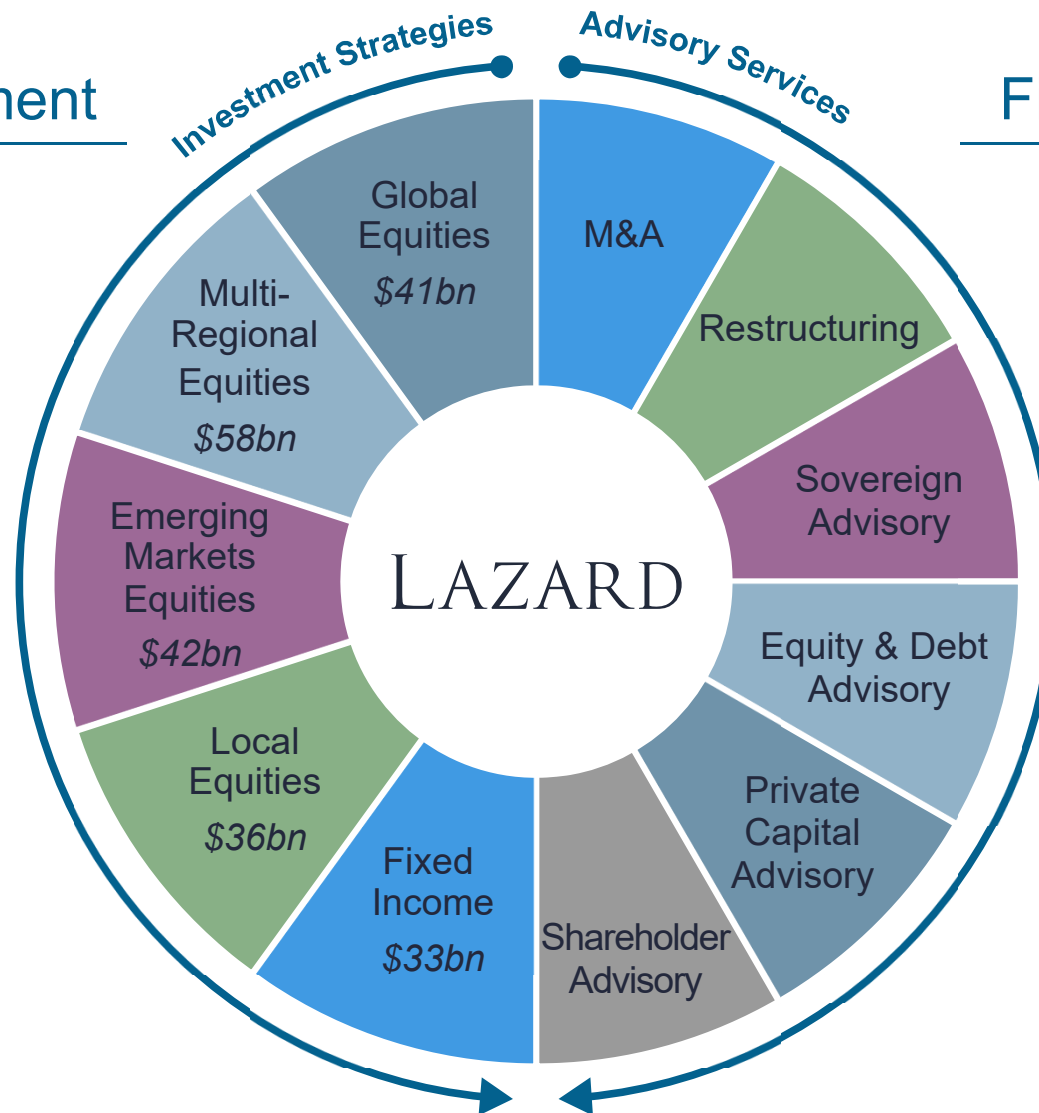 Investment Strategies
Advisory Services
Global
Equities
$41bn
M&A
Multi-
Regional
Equities
$58bn
Restructuring
Emerging
Markets
Equities
$42bn
Sovereign
Advisory
LAZARD
Equity & Debt
Advisory
Local
Equities
$36bn
Private
Capital
Advisory
Fixed
Income
$33bn
Shareholder
Advisory